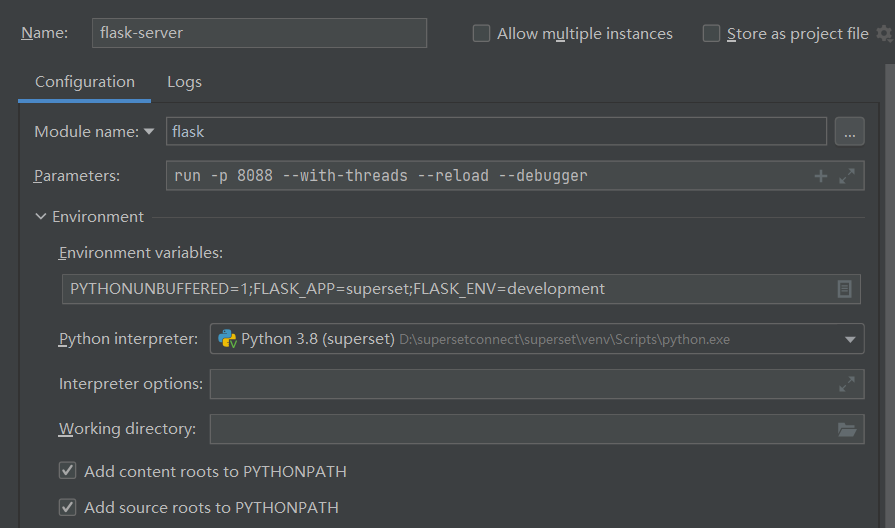 Name: flask-server Allow multiple instances Store as project file
Configuration Logs
Module name: flask ...
Parameters: run -p 8088 --with-threads --reload --debugger
Environment
Environment variables:
PYTHONUNBUFFERED=1;FLASK_APP=superset;FLASK_ENV=development
Python interpreter: Python 3.8 (superset) D:\supersetconnect\superset\venv\Scripts\python.exe
Interpreter options:
Working directory:
Add content roots to PYTHONPATH
Add source roots to PYTHONPATH